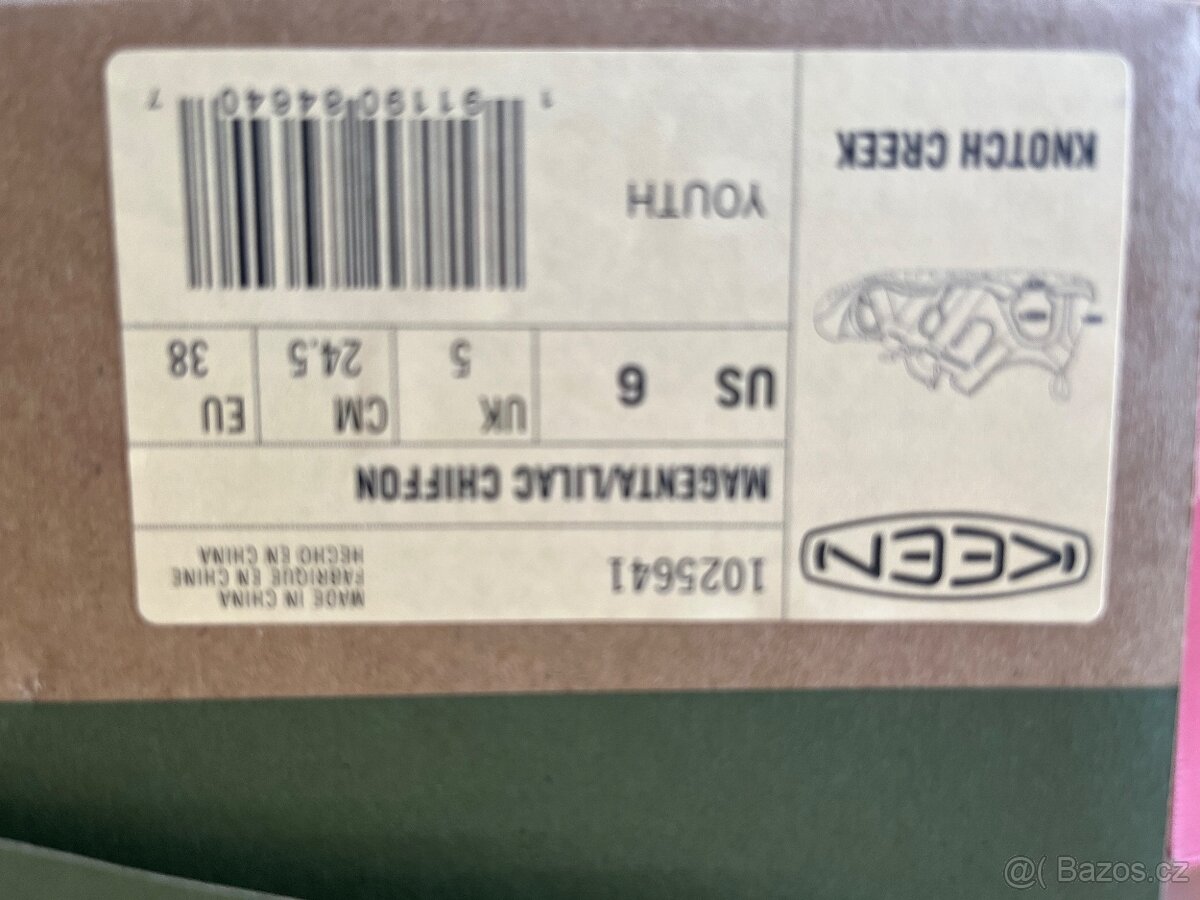 KEEN
KNOTCH CREEK
1025641
MADE IN CHINA
FABRIQUE EN CHINE
HECHO EN CHINA
MAGENTA/LILAC CHIFFON
US 6
UK 5
CM 24.5
EU 38
YOUTH
1 91190 84640 7
@( Bazos.cz